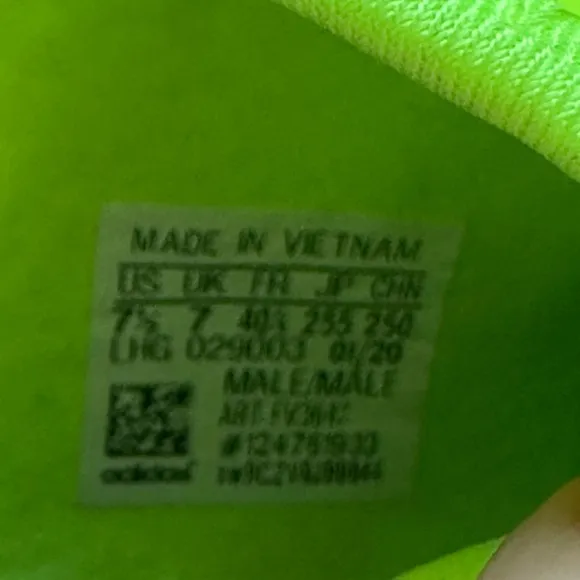 MADE IN VIETNAM
US UK FR JP CHN
7½ 7 40⅔ 255 250
LHG 029003 01/20
MALE/MALE
#124761933
adidas